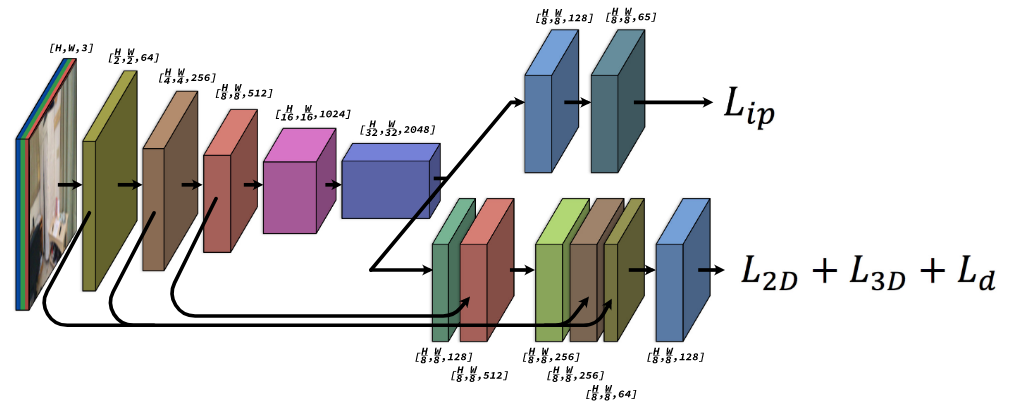 [H,W,3]
[H/2,W/2,64]
[H/4,W/4,256]
[H/8,W/8,512]
[H/16,W/16,1024]
[H/32,W/32,2048]
[H/8,W/8,128]
[H/8,W/8,65]
L_ip
L_2D + L_3D + L_d
[H/8,W/8,128]
[H/8,W/8,512]
[H/8,W/8,256]
[H/8,W/8,256]
[H/8,W/8,64]
[H/8,W/8,128]